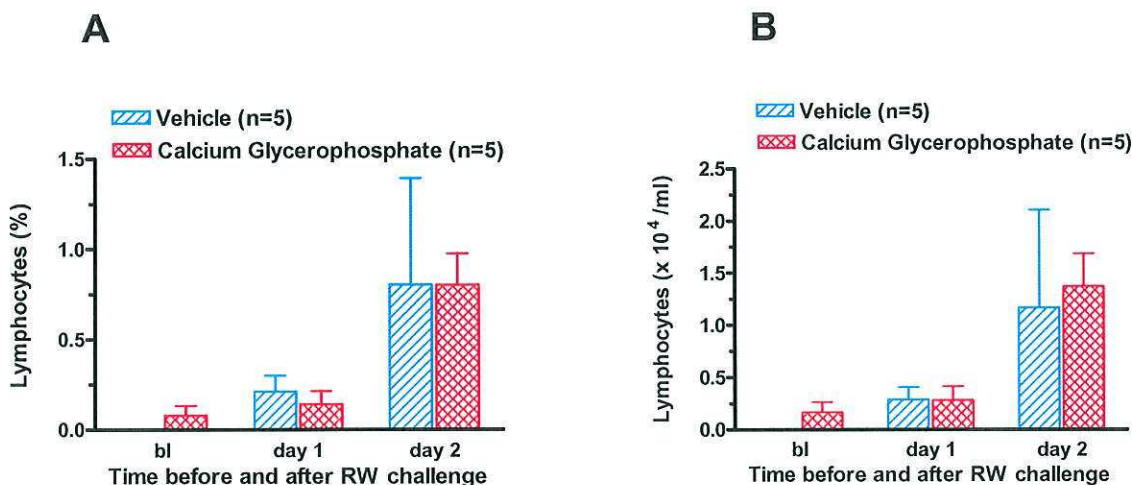 A
Vehicle (n=5)
Calcium Glycerophosphate (n=5)
Lymphocytes (%)
1.5
1.0
0.5
0.0
bl day 1 day 2
Time before and after RW challenge
B
Vehicle (n=5)
Calcium Glycerophosphate (n=5)
Lymphocytes (x 10⁴ /ml)
2.5
2.0
1.5
1.0
0.5
0.0
bl day 1 day 2
Time before and after RW challenge